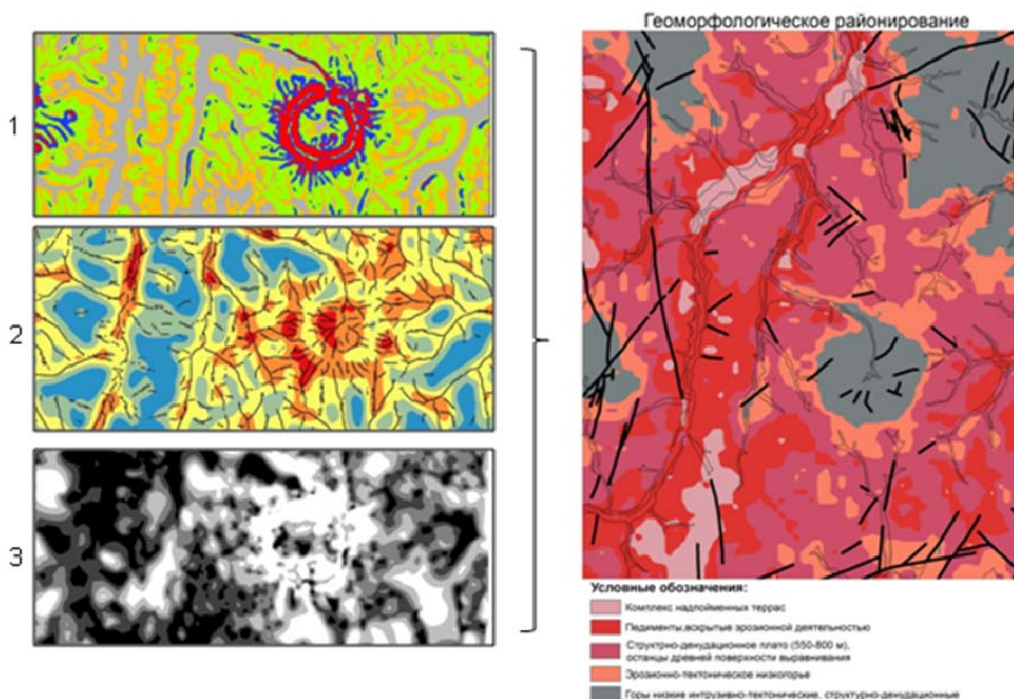 Геоморфологическое районирование
1
2
3
Условные обозначения:
Комплекс надпойменных террас
Педименты,вскрытые эрозионной деятельностью
Структрно-денудационное плато (550-800 м),
останцы древней поверхности выравнивания
Эрозионно-тектоническое низкогорье
Горы низкие интрузивно-тектонические, структурно-денудационные